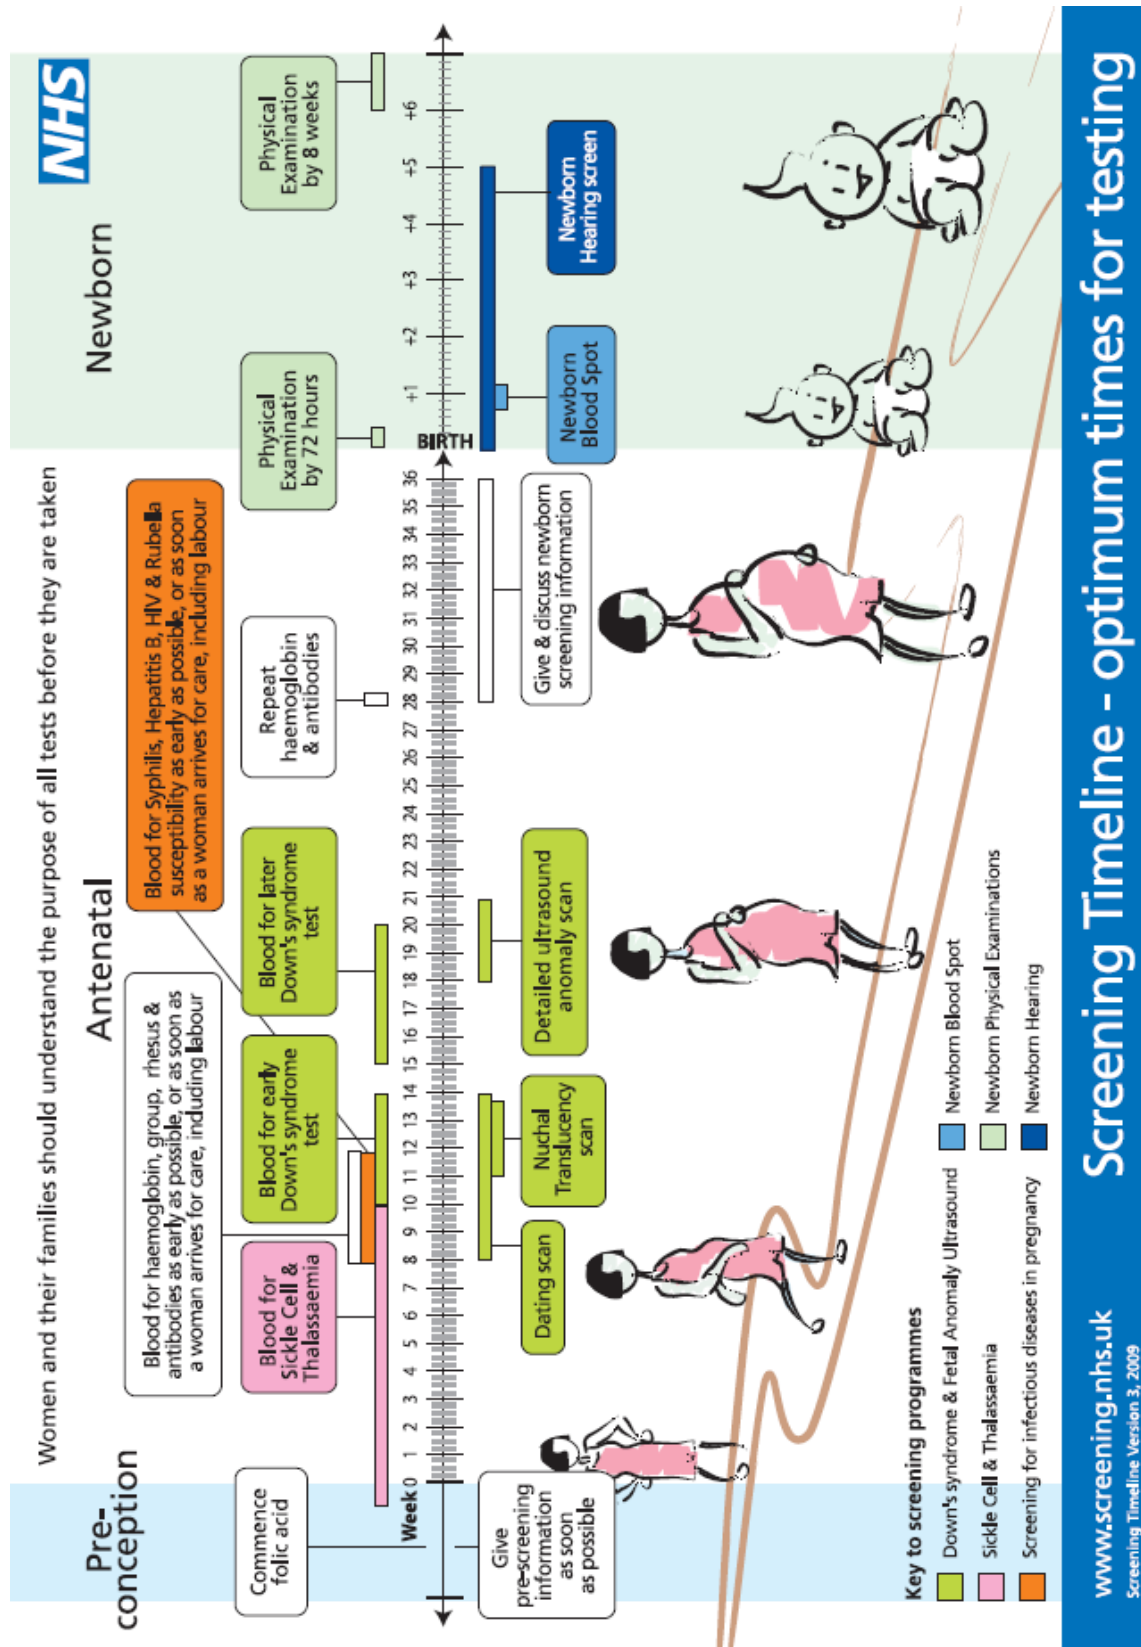 Women and their families should understand the purpose of all tests before they are taken
NHS
Pre-
conception
Antenatal
Newborn
Blood for haemoglobin, group, rhesus &
antibodies as early as possible, or as soon as
a woman arrives for care, including labour
Blood for Syphilis, Hepatitis B, HIV & Rubella
susceptibility as early as possible, or as soon
as a woman arrives for care, including labour
Commence
folic acid
Blood for
Sickle Cell &
Thalassaemia
Blood for early
Down's syndrome
test
Blood for later
Down's syndrome
test
Repeat
haemoglobin
& antibodies
Physical
Examination
by 72 hours
Physical
Examination
by 8 weeks
Week 0 1 2 3 4 5 6 7 8 9 10 11 12 13 14 15 16 17 18 19 20 21 22 23 24 25 26 27 28 29 30 31 32 33 34 35 36 BIRTH +1 +2 +3 +4 +5 +6
Give
pre-screening
information
as soon
as possible
Dating scan
Nuchal
Translucency
scan
Detailed ultrasound
anomaly scan
Give & discuss newborn
screening information
Newborn
Blood Spot
Newborn
Hearing screen
Key to screening programmes
Down's syndrome & Fetal Anomaly Ultrasound
Sickle Cell & Thalassaemia
Screening for infectious diseases in pregnancy
Newborn Blood Spot
Newborn Physical Examinations
Newborn Hearing
www.screening.nhs.uk
Screening Timeline Version 3, 2009
Screening Timeline - optimum times for testing